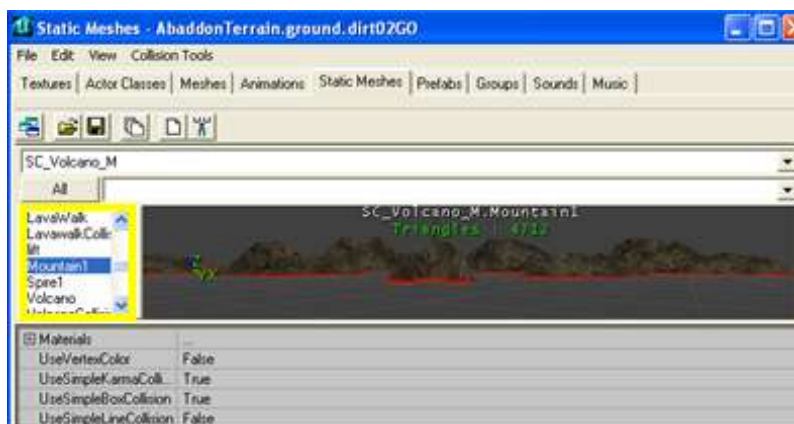 Static Meshes - AbaddonTerrain.ground.dirt02GO
File Edit View Collision Tools
Textures Actor Classes Meshes Animations Static Meshes Prefabs Groups Sounds Music
SC_Volcano_M
All
LavaWalk
LavawalkCollis
lift
Mountain1
Spire1
Volcano
SC_Volcano_M.Mountain1
Triangles : 4712
Materials ...
UseVertexColor False
UseSimpleKarmaColli... True
UseSimpleBoxCollision True
UseSimpleLineCollision False